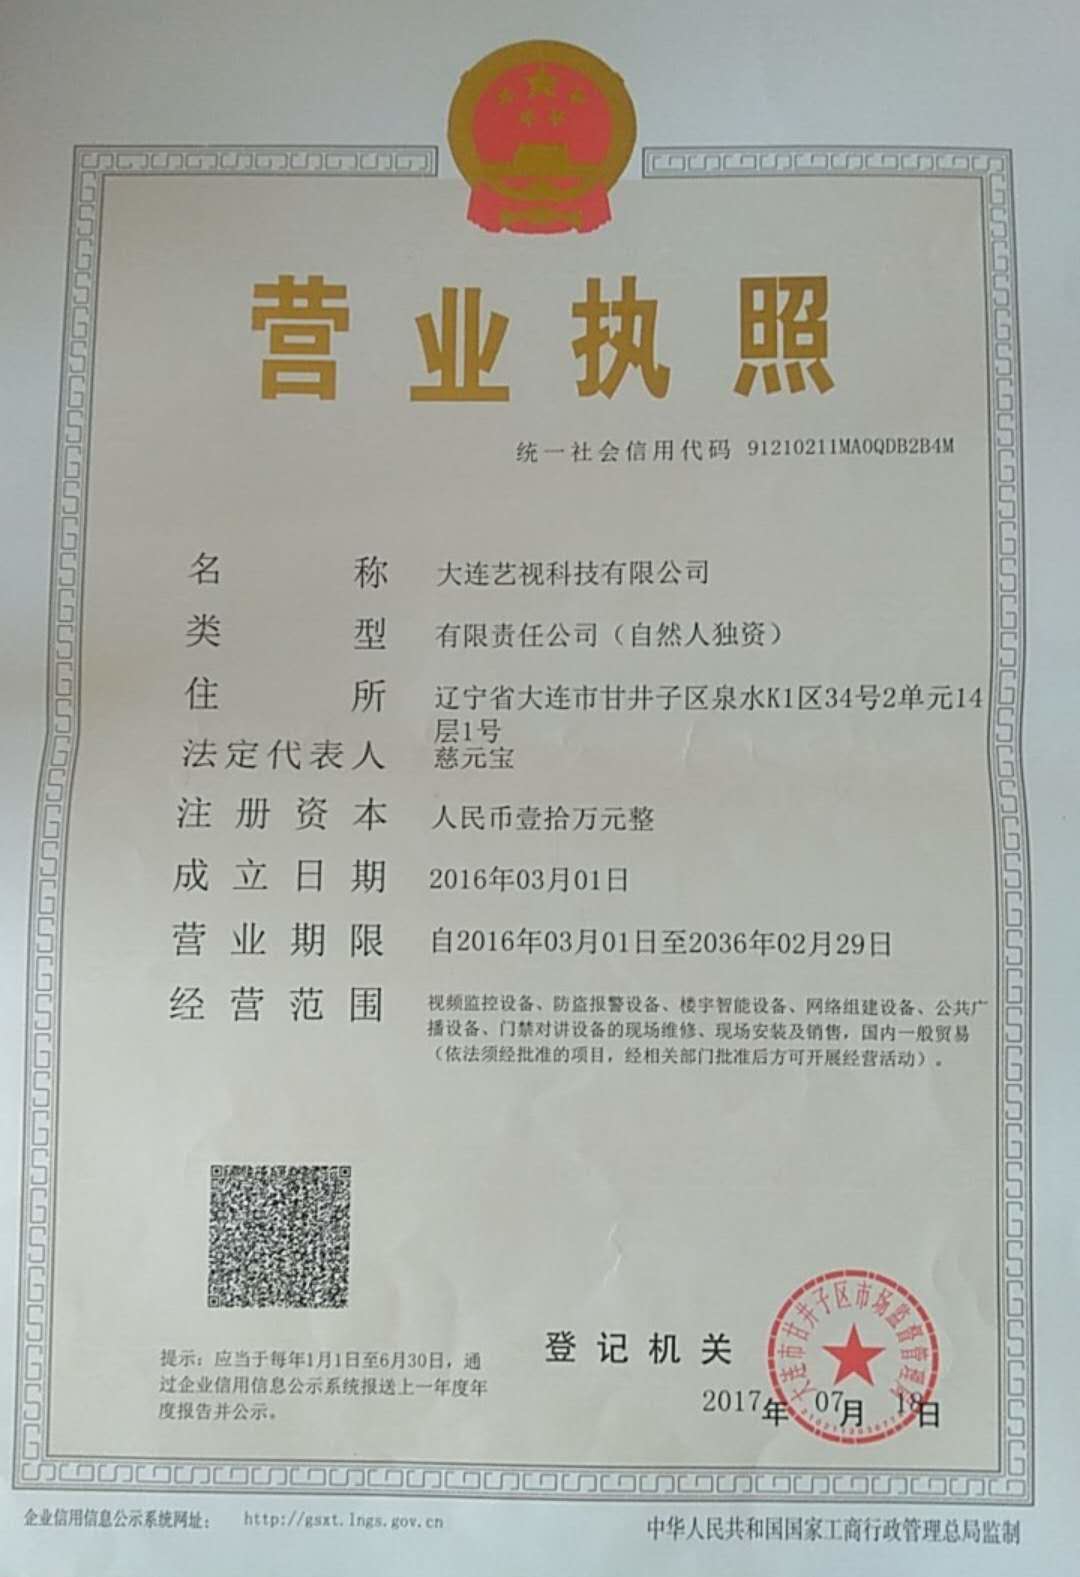 营业执照
统一社会信用代码 91210211MA0QDB2B4M
名称 大连艺视科技有限公司
类型 有限责任公司（自然人独资）
住所 辽宁省大连市甘井子区泉水K1区34号2单元14
层1号
法定代表人 慈元宝
注册资本 人民币壹拾万元整
成立日期 2016年03月01日
营业期限 自2016年03月01日至2036年02月29日
经营范围 视频监控设备、防盗报警设备、楼宇智能设备、网络组建设备、公共广
播设备、门禁对讲设备的现场维修、现场安装及销售，国内一般贸易
（依法须经批准的项目，经相关部门批准后方可开展经营活动）。
提示：应当于每年1月1日至6月30日，通
过企业信用信息公示系统报送上一年度年
度报告并公示。
登记机关
大连市甘井子区市场监督管理局
2017年07月18日
企业信用信息公示系统网址： http://gsxt.lngs.gov.cn
中华人民共和国国家工商行政管理总局监制